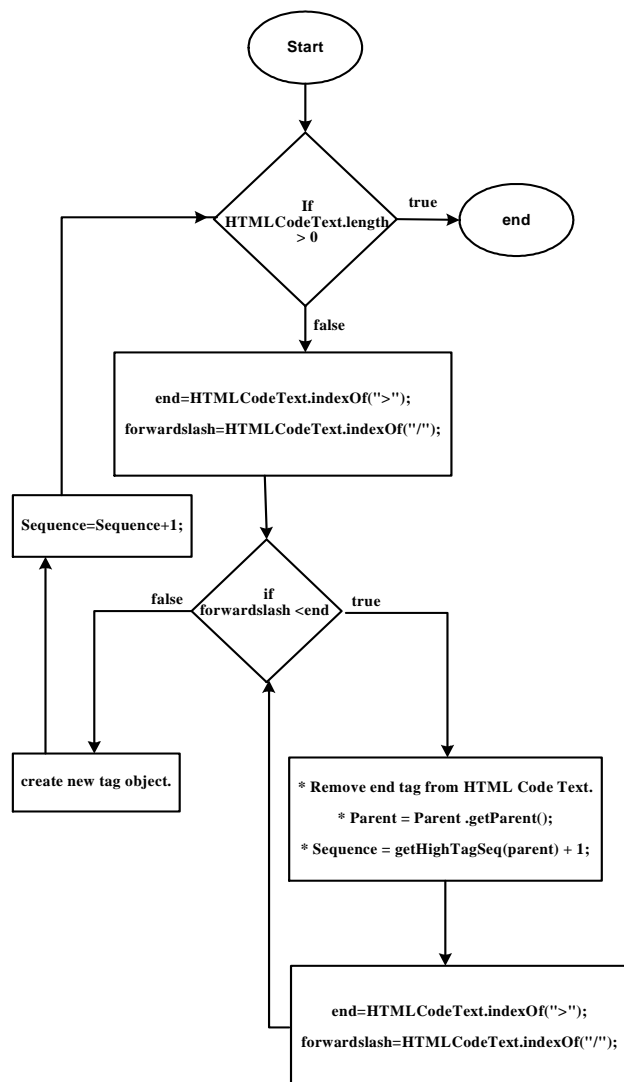 Start
If
HTMLCodeText.length
> 0
true
end
false
end=HTMLCodeText.indexOf(">");
forwardslash=HTMLCodeText.indexOf("/");
Sequence=Sequence+1;
false
if
forwardslash <end
true
create new tag object.
* Remove end tag from HTML Code Text.
* Parent = Parent .getParent();
* Sequence = getHighTagSeq(parent) + 1;
end=HTMLCodeText.indexOf(">");
forwardslash=HTMLCodeText.indexOf("/");